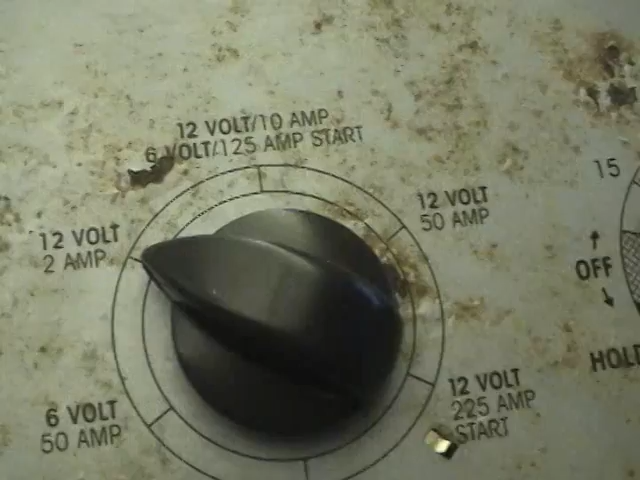 12 VOLT/10 AMP
6 VOLT/125 AMP START
12 VOLT
50 AMP
12 VOLT
2 AMP
15
OFF
HOLD
6 VOLT
50 AMP
12 VOLT
225 AMP
START